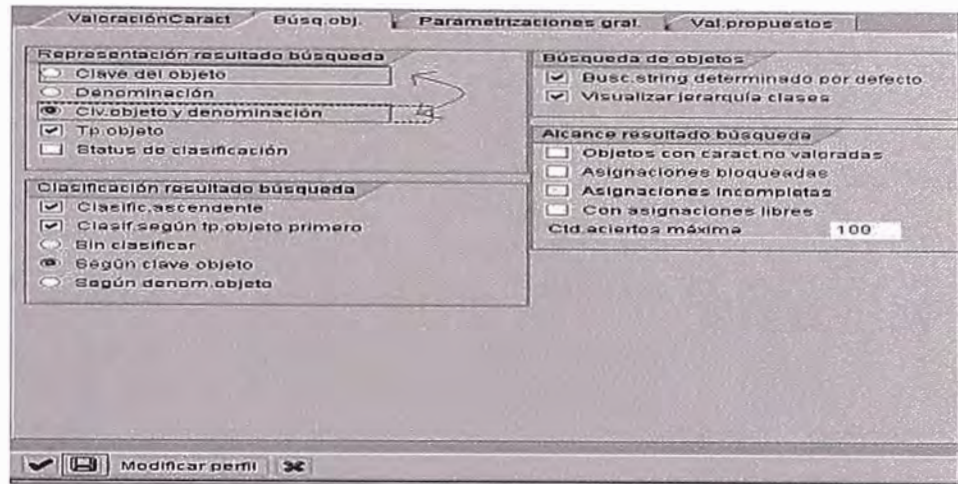 ValoraciónCaract Búsq.obj. Parametrizaciones gral. Val.propuestos
Representación resultado búsqueda
Clave del objeto
Denominación
Clv.objeto y denominación
Tp.objeto
Status de clasificación
Clasificación resultado búsqueda
Clasific.ascendente
Clasif.según tp.objeto primero
Sin clasificar
Según clave objeto
Según denom.objeto
Búsqueda de objetos
Busc.string determinado por defecto
Visualizar jerarquía clases
Alcance resultado búsqueda
Objetos con caract.no valoradas
Asignaciones bloqueadas
Asignaciones incompletas
Con asignaciones libres
Ctd.aciertos máxima 100
Modificar perfil